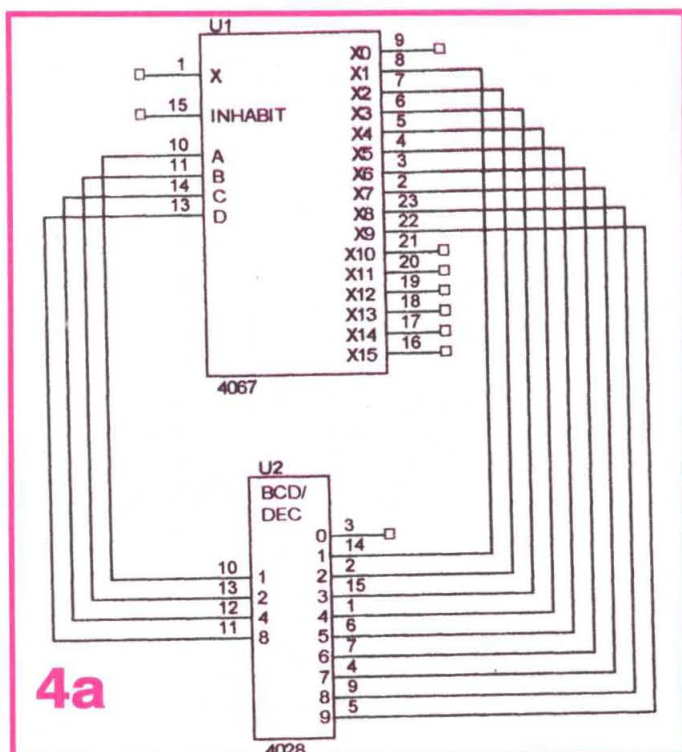 U1
1 X
15 INHABIT
10 A
11 B
14 C
13 D
X0 9
X1 8
X2 7
X3 6
X4 5
X5 4
X6 3
X7 2
X8 23
X9 22
X10 21
X11 20
X12 19
X13 18
X14 17
X15 16
4067
U2
BCD/
DEC
10 1
13 2
12 4
11 8
0 3
1 14
2 2
3 15
4 1
5 6
6 7
7 4
8 9
9 5
4028
4a